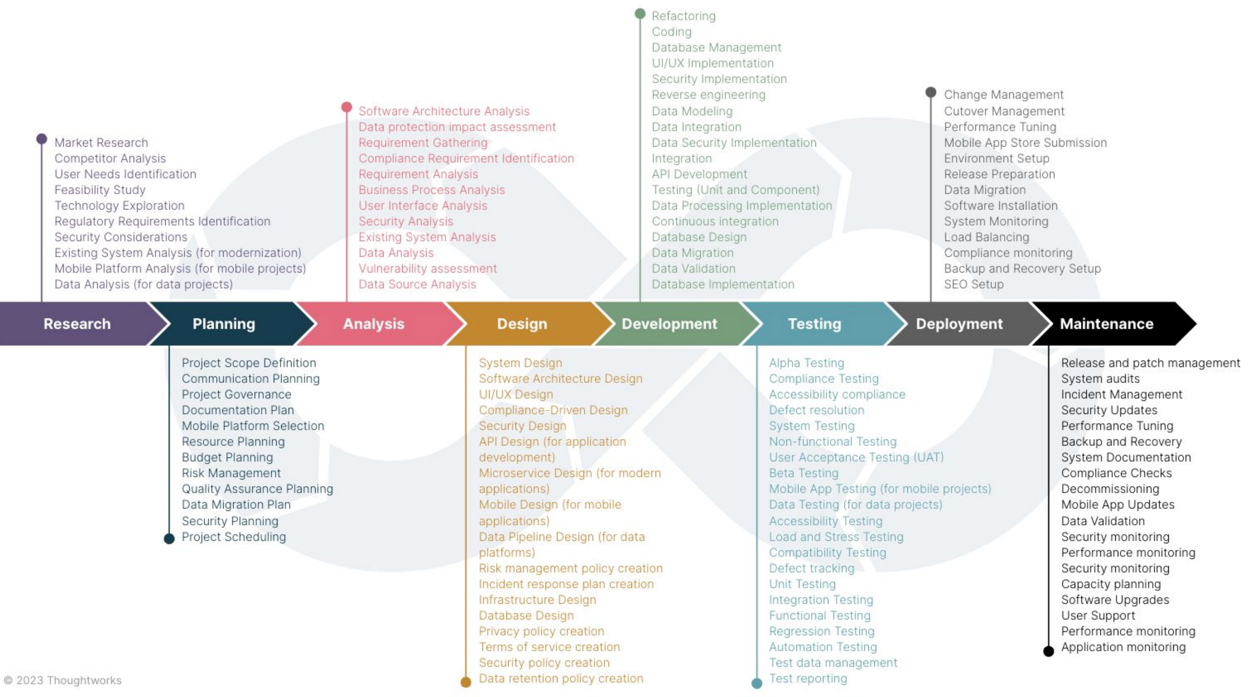 Refactoring
Coding
Database Management
UI/UX Implementation
Security Implementation
Reverse engineering
Data Modeling
Data Integration
Data Security Implementation
Integration
API Development
Testing (Unit and Component)
Data Processing Implementation
Continuous integration
Database Design
Data Migration
Data Validation
Database Implementation
Change Management
Cutover Management
Performance Tuning
Mobile App Store Submission
Environment Setup
Release Preparation
Data Migration
Software Installation
System Monitoring
Load Balancing
Compliance monitoring
Backup and Recovery Setup
SEO Setup
Software Architecture Analysis
Data protection impact assessment
Requirement Gathering
Compliance Requirement Identification
Requirement Analysis
Business Process Analysis
User Interface Analysis
Security Analysis
Existing System Analysis
Data Analysis
Vulnerability assessment
Data Source Analysis
Market Research
Competitor Analysis
User Needs Identification
Feasibility Study
Technology Exploration
Regulatory Requirements Identification
Security Considerations
Existing System Analysis (for modernization)
Mobile Platform Analysis (for mobile projects)
Data Analysis (for data projects)
Research
Planning
Analysis
Design
Development
Testing
Deployment
Maintenance
Project Scope Definition
Communication Planning
Project Governance
Documentation Plan
Mobile Platform Selection
Resource Planning
Budget Planning
Risk Management
Quality Assurance Planning
Data Migration Plan
Security Planning
Project Scheduling
System Design
Software Architecture Design
UI/UX Design
Compliance-Driven Design
Security Design
API Design (for application
development)
Microservice Design (for modern
applications)
Mobile Design (for mobile
applications)
Data Pipeline Design (for data
platforms)
Risk management policy creation
Incident response plan creation
Infrastructure Design
Database Design
Privacy policy creation
Terms of service creation
Security policy creation
Data retention policy creation
Alpha Testing
Compliance Testing
Accessibility compliance
Defect resolution
System Testing
Non-functional Testing
User Acceptance Testing (UAT)
Beta Testing
Mobile App Testing (for mobile projects)
Data Testing (for data projects)
Accessibility Testing
Load and Stress Testing
Compatibility Testing
Defect tracking
Unit Testing
Integration Testing
Functional Testing
Regression Testing
Automation Testing
Test data management
Test reporting
Release and patch management
System audits
Incident Management
Security Updates
Performance Tuning
Backup and Recovery
System Documentation
Compliance Checks
Decommissioning
Mobile App Updates
Data Validation
Security monitoring
Performance monitoring
Security monitoring
Capacity planning
Software Upgrades
User Support
Performance monitoring
Application monitoring
© 2023 Thoughtworks